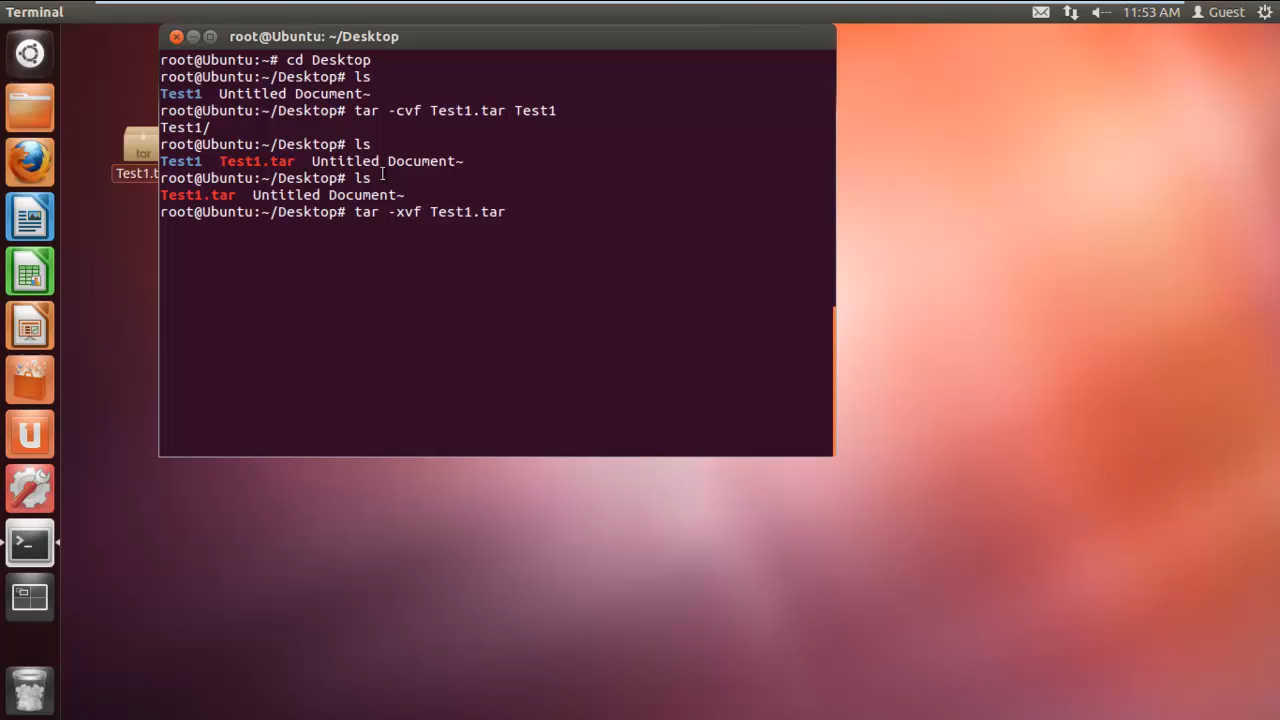 Terminal
11:53 AM Guest
root@Ubuntu: ~/Desktop
root@Ubuntu:~# cd Desktop
root@Ubuntu:~/Desktop# ls
Test1 Untitled Document~
root@Ubuntu:~/Desktop# tar -cvf Test1.tar Test1
Test1/
root@Ubuntu:~/Desktop# ls
Test1 Test1.tar Untitled Document~
root@Ubuntu:~/Desktop# ls
Test1.tar Untitled Document~
root@Ubuntu:~/Desktop# tar -xvf Test1.tar
tar
Test1.t